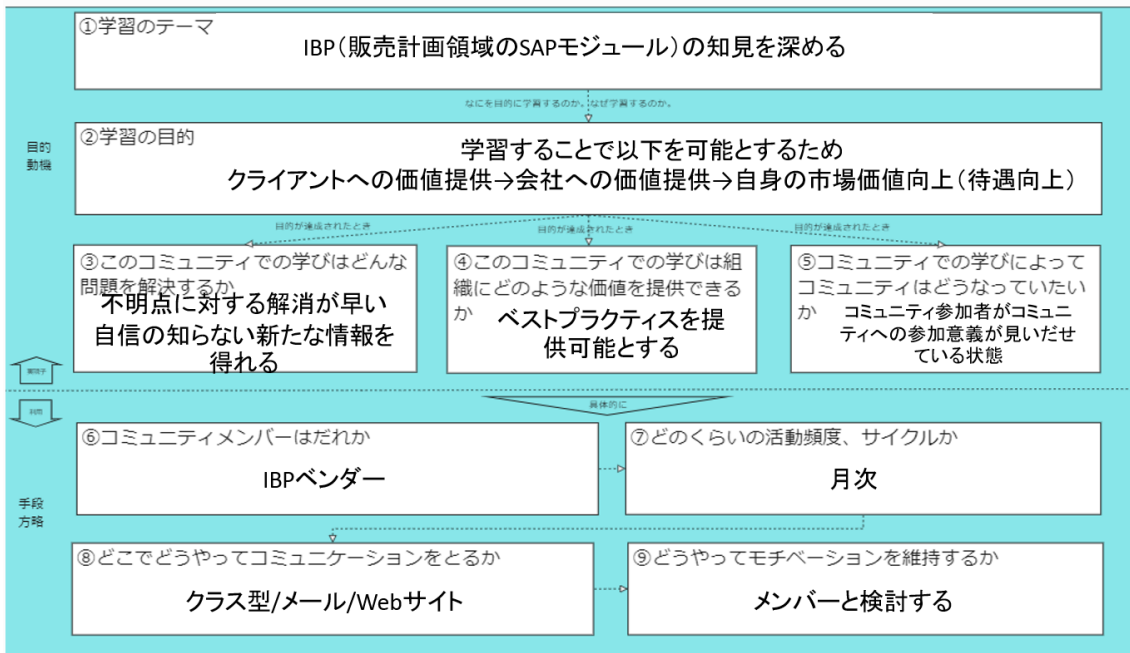 ①学習のテーマ
IBP（販売計画領域のSAPモジュール）の知見を深める
なにを目的に学習するのか。なぜ学習するのか。
目的
動機
②学習の目的
学習することで以下を可能とするため
クライアントへの価値提供→会社への価値提供→自身の市場価値向上（待遇向上）
目的が達成されたとき
目的が達成されたとき
目的が達成されたとき
③このコミュニティでの学びはどんな
問題を解決するか
不明点に対する解消が早い
自信の知らない新たな情報を
得れる
④このコミュニティでの学びは組
織にどのような価値を提供できる
か
ベストプラクティスを提
供可能とする
⑤コミュニティでの学びによって
コミュニティはどうなっていたい
か
コミュニティ参加者がコミュニ
ティへの参加意義が見いだせ
ている状態
具体的に
⑥コミュニティメンバーはだれか
IBPベンダー
⑦どのくらいの活動頻度、サイクルか
月次
手段
方略
⑧どこでどうやってコミュニケーションをとるか
クラス型/メール/Webサイト
⑨どうやってモチベーションを維持するか
メンバーと検討する